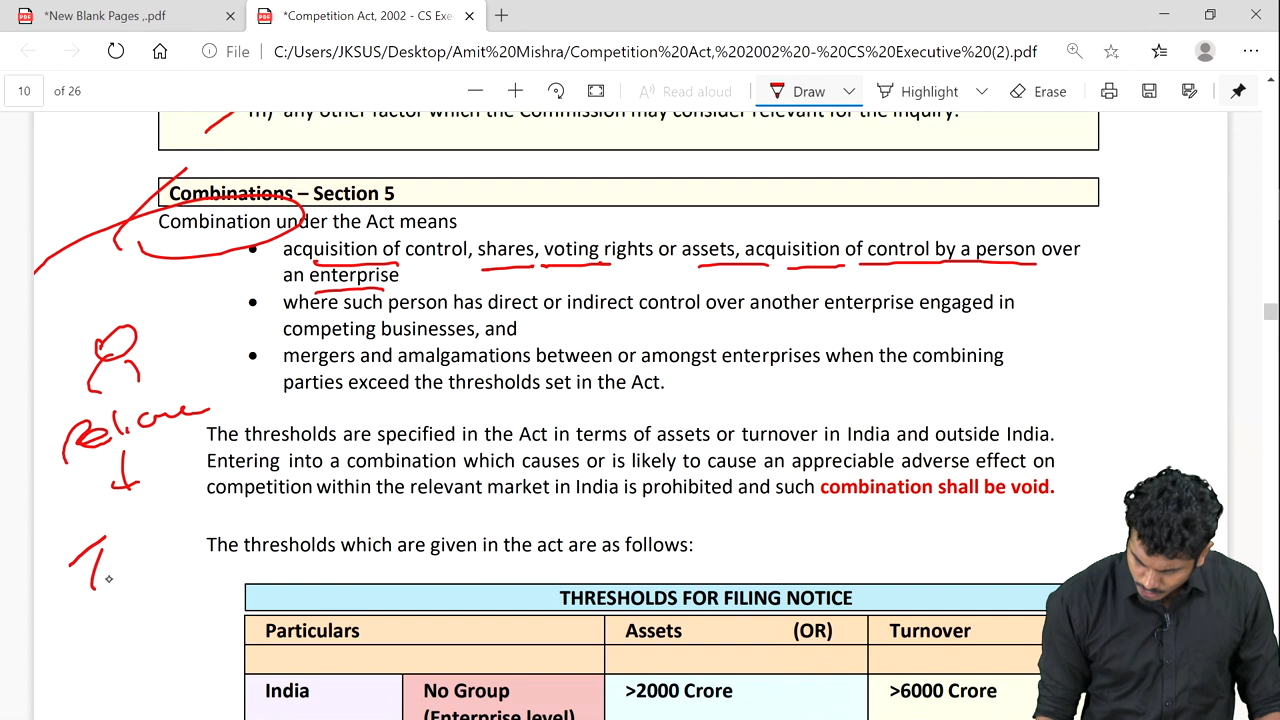 *New Blank Pages ,.pdf
*Competition Act, 2002 - CS Exe
File C:/Users/JKSUS/Desktop/Amit%20Mishra/Competition%20Act,%202002%20-%20CS%20Executive%20(2).pdf
10 of 26
Read aloud Draw Highlight Erase
m) any other factor which the Commission may consider relevant for the inquiry.
Combinations – Section 5
Combination under the Act means
• acquisition of control, shares, voting rights or assets, acquisition of control by a person over
an enterprise
• where such person has direct or indirect control over another enterprise engaged in
competing businesses, and
• mergers and amalgamations between or amongst enterprises when the combining
parties exceed the thresholds set in the Act.
The thresholds are specified in the Act in terms of assets or turnover in India and outside India.
Entering into a combination which causes or is likely to cause an appreciable adverse effect on
competition within the relevant market in India is prohibited and such combination shall be void.
The thresholds which are given in the act are as follows:
THRESHOLDS FOR FILING NOTICE
Particulars Assets (OR) Turnover
India No Group >2000 Crore >6000 Crore
(Enterprise level)